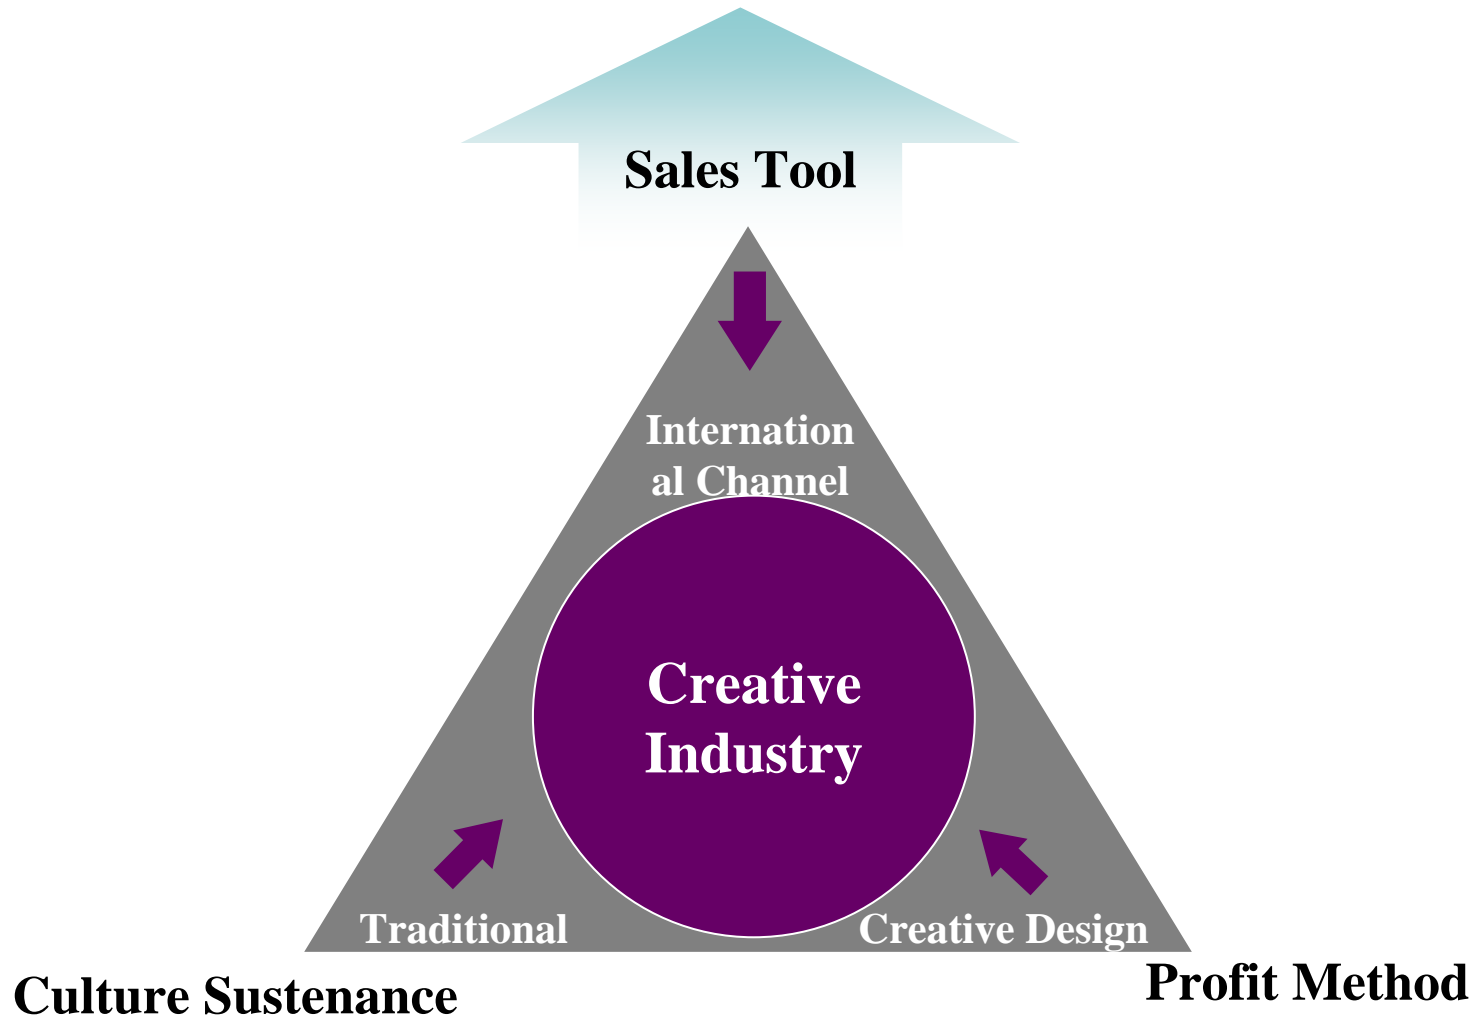 Sales Tool
Internation
al Channel
Creative
Industry
Traditional
Creative Design
Culture Sustenance
Profit Method